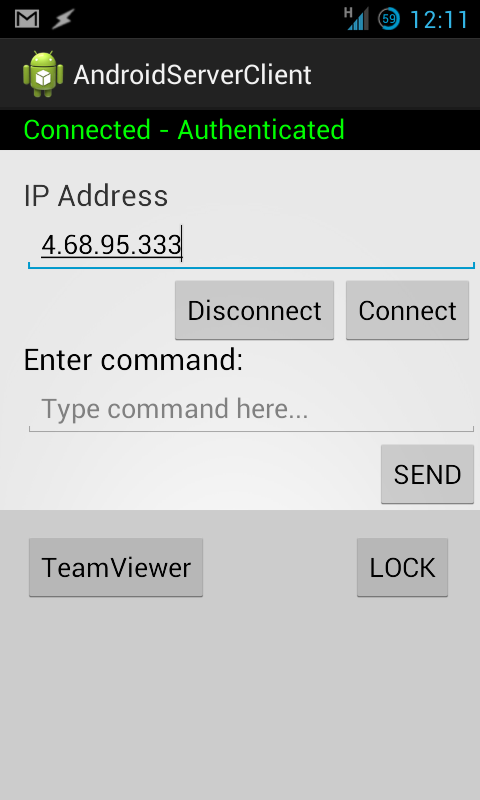 H 59 12:11
AndroidServerClient
Connected - Authenticated
IP Address
4.68.95.333
Disconnect Connect
Enter command:
Type command here...
SEND
TeamViewer LOCK